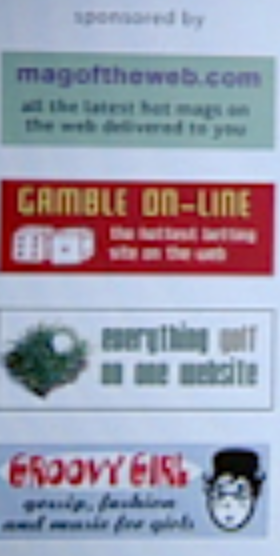 sponsored by
magoftheweb.com
all the latest hot mags on
the web delivered to you
GAMBLE ON-LINE
the hottest betting
site on the web
everything golf
on one website
GROOVY GIRL
gossip, fashion
and music for girls